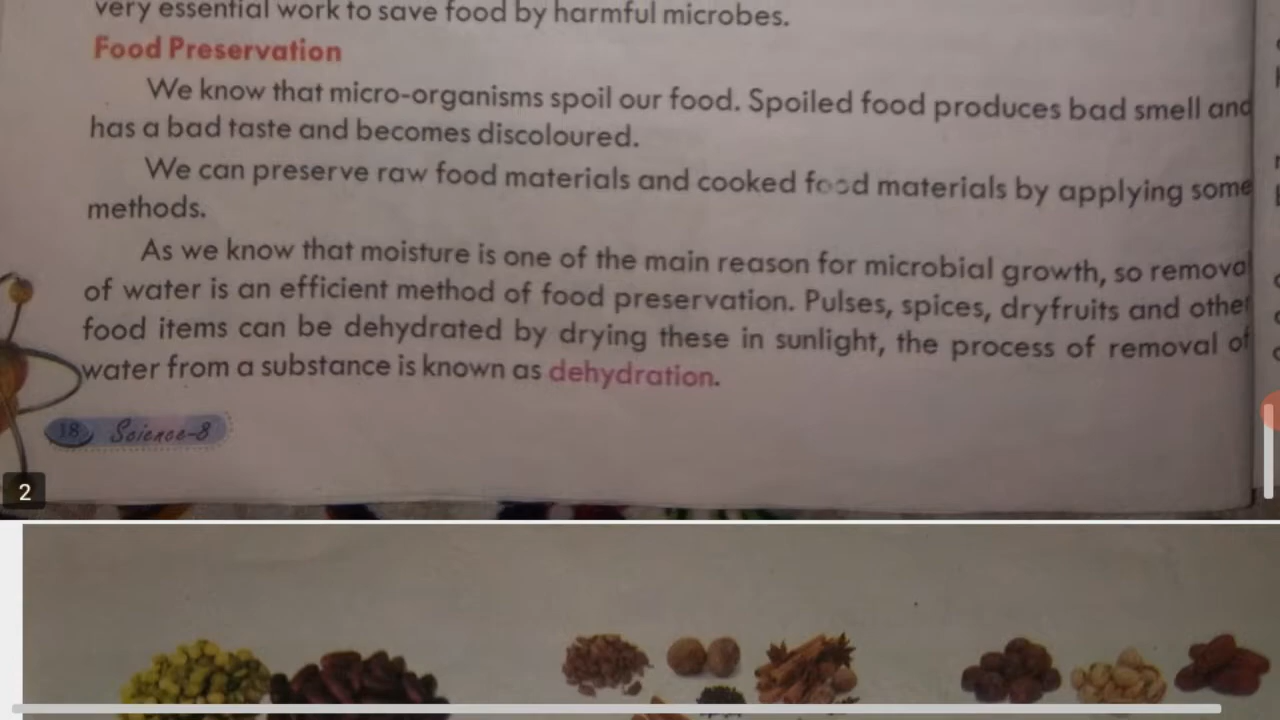 very essential work to save food by harmful microbes.
Food Preservation
We know that micro-organisms spoil our food. Spoiled food produces bad smell and
has a bad taste and becomes discoloured.
We can preserve raw food materials and cooked food materials by applying some
methods.
As we know that moisture is one of the main reason for microbial growth, so removal
of water is an efficient method of food preservation. Pulses, spices, dryfruits and other
food items can be dehydrated by drying these in sunlight, the process of removal of
water from a substance is known as dehydration.
18 Science-8
2